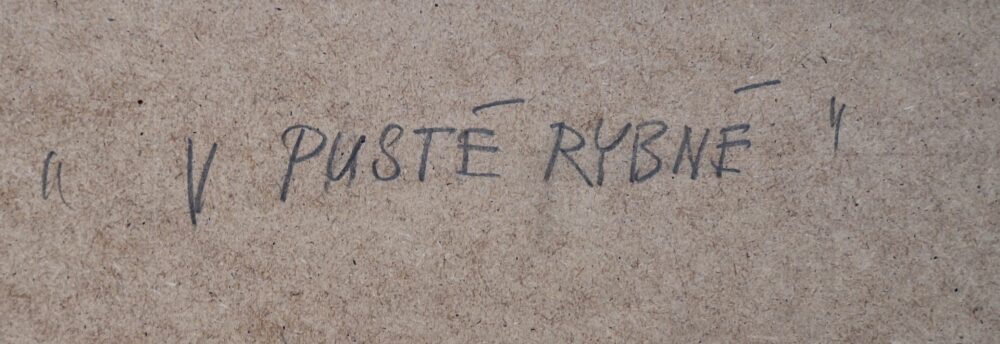 " V PUSTÉ RYBNÉ "